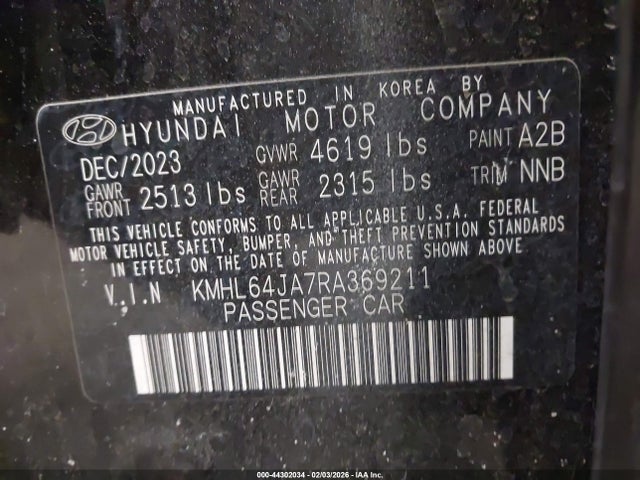 MANUFACTURED IN KOREA BY
HYUNDAI MOTOR COMPANY
DEC/2023 GVWR 4619 lbs PAINT A2B
GAWR FRONT 2513 lbs GAWR REAR 2315 lbs TRIM NNB
THIS VEHICLE CONFORMS TO ALL APPLICABLE U.S.A. FEDERAL
MOTOR VEHICLE SAFETY, BUMPER, AND THEFT PREVENTION STANDARDS
IN EFFECT ON THE DATE OF MANUFACTURE SHOWN ABOVE
V.I.N KMHL64JA7RA369211
PASSENGER CAR
000-44302034 - 02/03/2026 - IAA Inc.